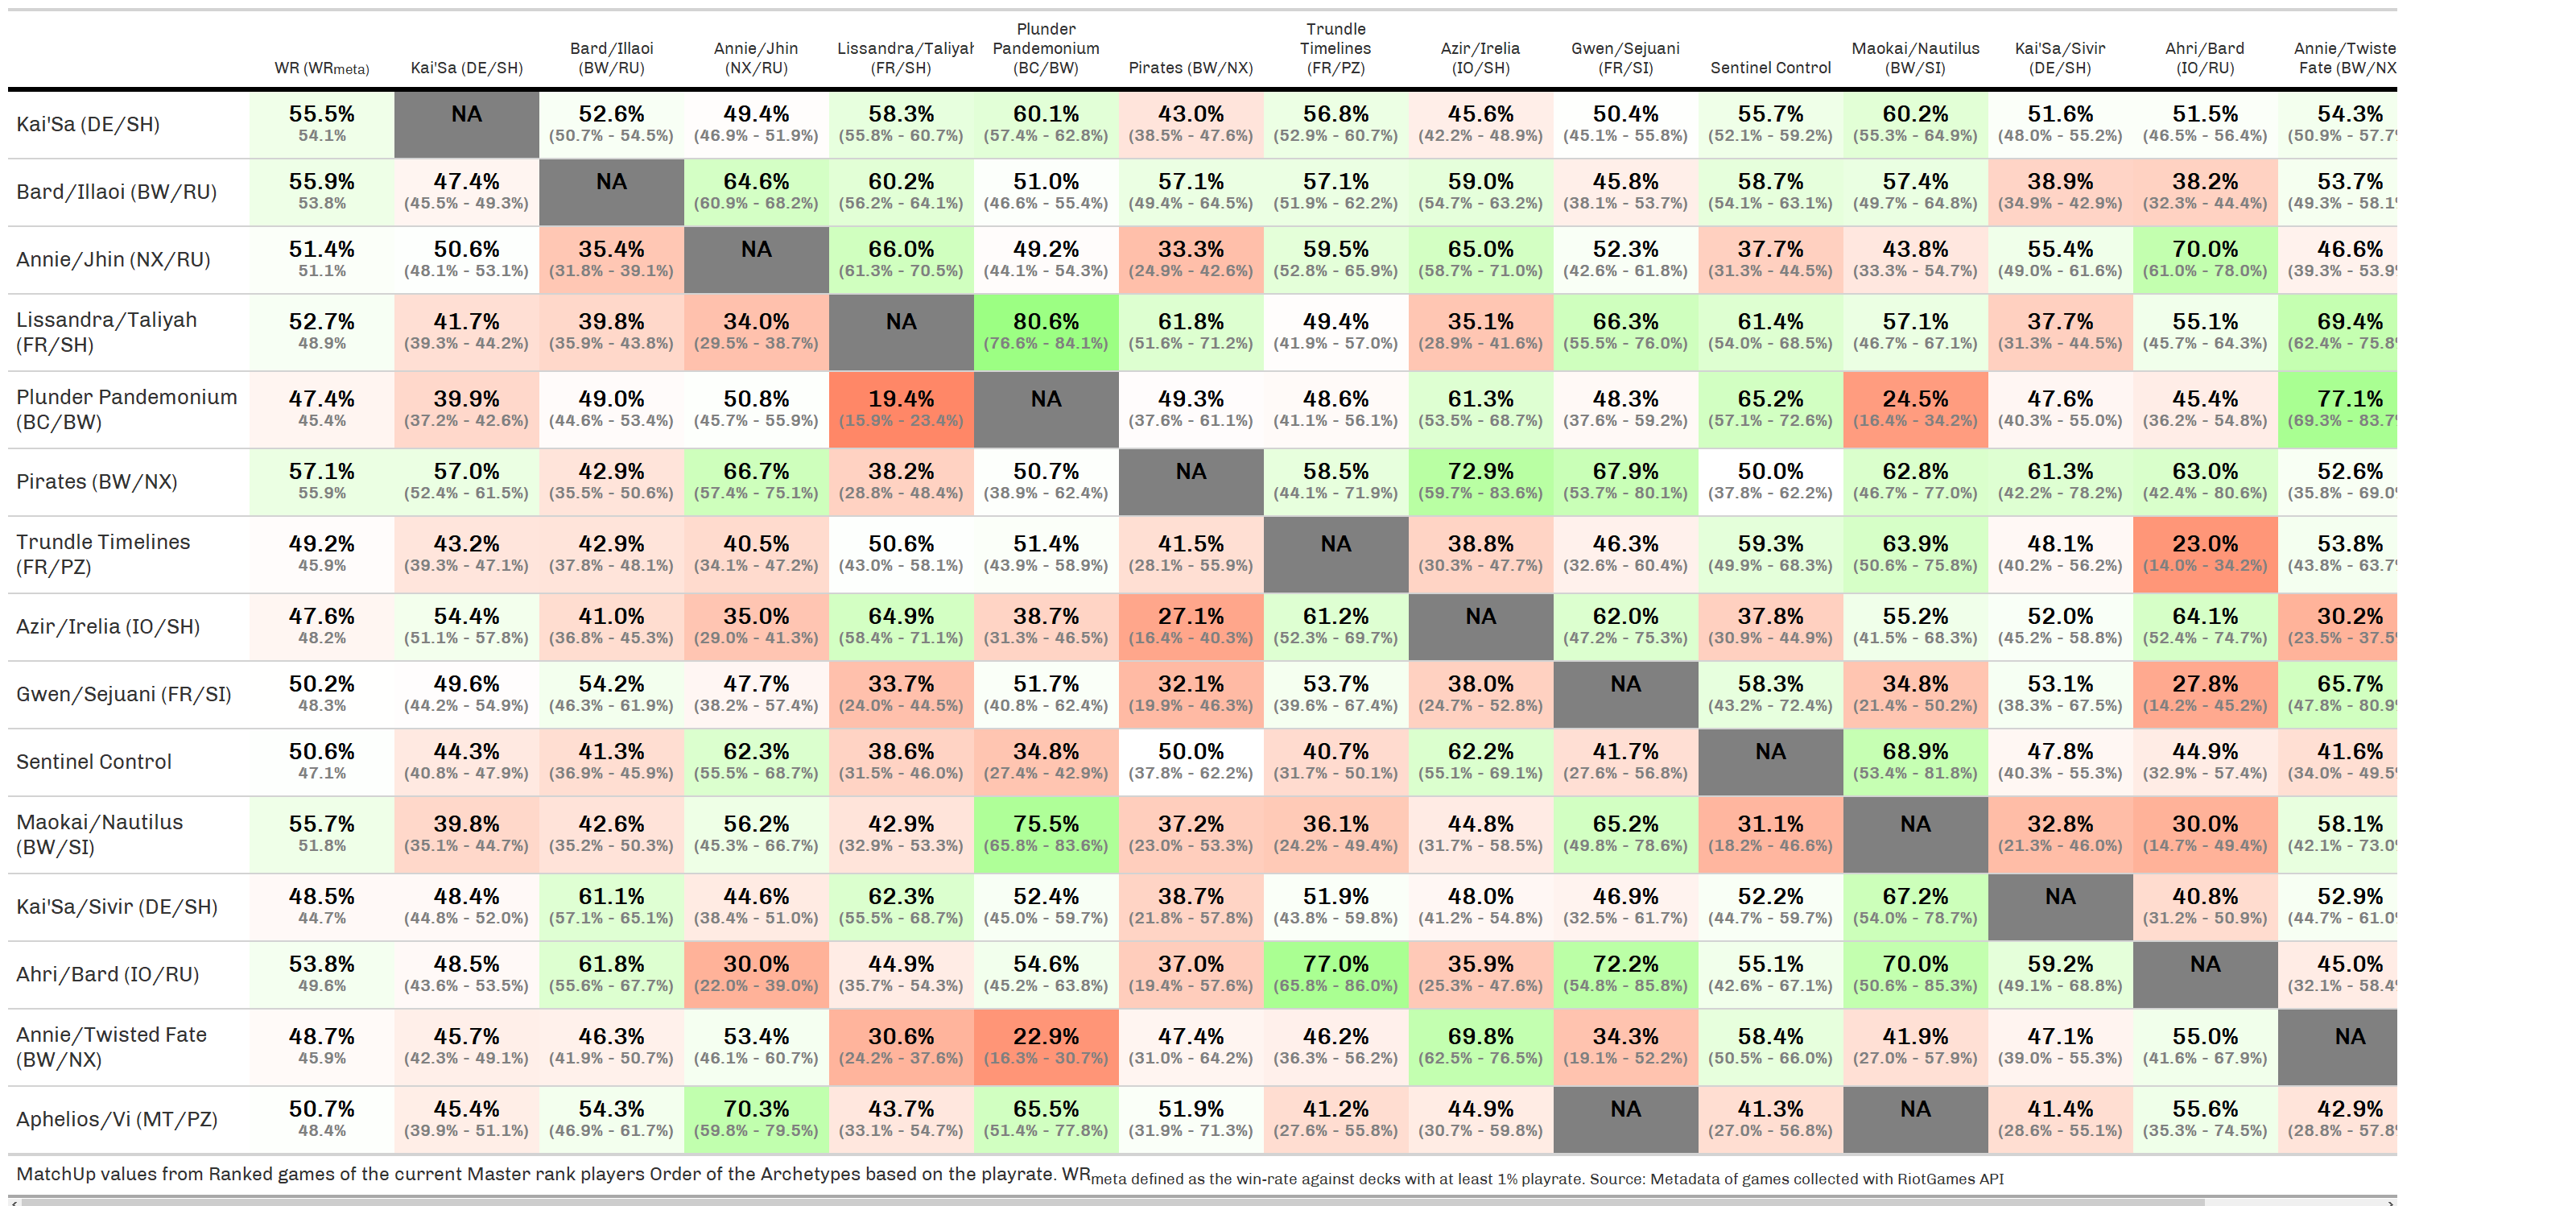 WR (WRmeta) Kai'Sa (DE/SH) Bard/Illaoi (BW/RU) Annie/Jhin (NX/RU) Lissandra/Taliyah (FR/SH) Plunder Pandemonium (BC/BW) Pirates (BW/NX) Trundle Timelines (FR/PZ) Azir/Irelia (IO/SH) Gwen/Sejuani (FR/SI) Sentinel Control Maokai/Nautilus (BW/SI) Kai'Sa/Sivir (DE/SH) Ahri/Bard (IO/RU) Annie/Twiste Fate (BW/NX
Kai'Sa (DE/SH) 55.5% NA 52.6% 49.4% 58.3% 60.1% 43.0% 56.8% 45.6% 50.4% 55.7% 60.2% 51.6% 51.5% 54.3%
54.1% (50.7% - 54.5%) (46.9% - 51.9%) (55.8% - 60.7%) (57.4% - 62.8%) (38.5% - 47.6%) (52.9% - 60.7%) (42.2% - 48.9%) (45.1% - 55.8%) (52.1% - 59.2%) (55.3% - 64.9%) (48.0% - 55.2%) (46.5% - 56.4%) (50.9% - 57.7%
Bard/Illaoi (BW/RU) 55.9% 47.4% NA 64.6% 60.2% 51.0% 57.1% 57.1% 59.0% 45.8% 58.7% 57.4% 38.9% 38.2% 53.7%
53.8% (45.5% - 49.3%) (60.9% - 68.2%) (56.2% - 64.1%) (46.6% - 55.4%) (49.4% - 64.5%) (51.9% - 62.2%) (54.7% - 63.2%) (38.1% - 53.7%) (54.1% - 63.1%) (49.7% - 64.8%) (34.9% - 42.9%) (32.3% - 44.4%) (49.3% - 58.1%
Annie/Jhin (NX/RU) 51.4% 50.6% 35.4% NA 66.0% 49.2% 33.3% 59.5% 65.0% 52.3% 37.7% 43.8% 55.4% 70.0% 46.6%
51.1% (48.1% - 53.1%) (31.8% - 39.1%) (61.3% - 70.5%) (44.1% - 54.3%) (24.9% - 42.6%) (52.8% - 65.9%) (58.7% - 71.0%) (42.6% - 61.8%) (31.3% - 44.5%) (33.3% - 54.7%) (49.0% - 61.6%) (61.0% - 78.0%) (39.3% - 53.9%
Lissandra/Taliyah (FR/SH) 52.7% 41.7% 39.8% 34.0% NA 80.6% 61.8% 49.4% 35.1% 66.3% 61.4% 57.1% 37.7% 55.1% 69.4%
48.9% (39.3% - 44.2%) (35.9% - 43.8%) (29.5% - 38.7%) (76.6% - 84.1%) (51.6% - 71.2%) (41.9% - 57.0%) (28.9% - 41.6%) (55.5% - 76.0%) (54.0% - 68.5%) (46.7% - 67.1%) (31.3% - 44.5%) (45.7% - 64.3%) (62.4% - 75.8%
Plunder Pandemonium (BC/BW) 47.4% 39.9% 49.0% 50.8% 19.4% NA 49.3% 48.6% 61.3% 48.3% 65.2% 24.5% 47.6% 45.4% 77.1%
45.4% (37.2% - 42.6%) (44.6% - 53.4%) (45.7% - 55.9%) (15.9% - 23.4%) (37.6% - 61.1%) (41.1% - 56.1%) (53.5% - 68.7%) (37.6% - 59.2%) (57.1% - 72.6%) (16.4% - 34.2%) (40.3% - 55.0%) (36.2% - 54.8%) (69.3% - 83.7%
Pirates (BW/NX) 57.1% 57.0% 42.9% 66.7% 38.2% 50.7% NA 58.5% 72.9% 67.9% 50.0% 62.8% 61.3% 63.0% 52.6%
55.9% (52.4% - 61.5%) (35.5% - 50.6%) (57.4% - 75.1%) (28.8% - 48.4%) (38.9% - 62.4%) (44.1% - 71.9%) (59.7% - 83.6%) (53.7% - 80.1%) (37.8% - 62.2%) (46.7% - 77.0%) (42.2% - 78.2%) (42.4% - 80.6%) (35.8% - 69.0%
Trundle Timelines (FR/PZ) 49.2% 43.2% 42.9% 40.5% 50.6% 51.4% 41.5% NA 38.8% 46.3% 59.3% 63.9% 48.1% 23.0% 53.8%
45.9% (39.3% - 47.1%) (37.8% - 48.1%) (34.1% - 47.2%) (43.0% - 58.1%) (43.9% - 58.9%) (28.1% - 55.9%) (30.3% - 47.7%) (32.6% - 60.4%) (49.9% - 68.3%) (50.6% - 75.8%) (40.2% - 56.2%) (14.0% - 34.2%) (43.8% - 63.7%
Azir/Irelia (IO/SH) 47.6% 54.4% 41.0% 35.0% 64.9% 38.7% 27.1% 61.2% NA 62.0% 37.8% 55.2% 52.0% 64.1% 30.2%
48.2% (51.1% - 57.8%) (36.8% - 45.3%) (29.0% - 41.3%) (58.4% - 71.1%) (31.3% - 46.5%) (16.4% - 40.3%) (52.3% - 69.7%) (47.2% - 75.3%) (30.9% - 44.9%) (41.5% - 68.3%) (45.2% - 58.8%) (52.4% - 74.7%) (23.5% - 37.5%
Gwen/Sejuani (FR/SI) 50.2% 49.6% 54.2% 47.7% 33.7% 51.7% 32.1% 53.7% 38.0% NA 58.3% 34.8% 53.1% 27.8% 65.7%
48.3% (44.2% - 54.9%) (46.3% - 61.9%) (38.2% - 57.4%) (24.0% - 44.5%) (40.8% - 62.4%) (19.9% - 46.3%) (39.6% - 67.4%) (24.7% - 52.8%) (43.2% - 72.4%) (21.4% - 50.2%) (38.3% - 67.5%) (14.2% - 45.2%) (47.8% - 80.9%
Sentinel Control 50.6% 44.3% 41.3% 62.3% 38.6% 34.8% 50.0% 40.7% 62.2% 41.7% NA 68.9% 47.8% 44.9% 41.6%
47.1% (40.8% - 47.9%) (36.9% - 45.9%) (55.5% - 68.7%) (31.5% - 46.0%) (27.4% - 42.9%) (37.8% - 62.2%) (31.7% - 50.1%) (55.1% - 69.1%) (27.6% - 56.8%) (53.4% - 81.8%) (40.3% - 55.3%) (32.9% - 57.4%) (34.0% - 49.5%
Maokai/Nautilus (BW/SI) 55.7% 39.8% 42.6% 56.2% 42.9% 75.5% 37.2% 36.1% 44.8% 65.2% 31.1% NA 32.8% 30.0% 58.1%
51.8% (35.1% - 44.7%) (35.2% - 50.3%) (45.3% - 66.7%) (32.9% - 53.3%) (65.8% - 83.6%) (23.0% - 53.3%) (24.2% - 49.4%) (31.7% - 58.5%) (49.8% - 78.6%) (18.2% - 46.6%) (21.3% - 46.0%) (14.7% - 49.4%) (42.1% - 73.0%
Kai'Sa/Sivir (DE/SH) 48.5% 48.4% 61.1% 44.6% 62.3% 52.4% 38.7% 51.9% 48.0% 46.9% 52.2% 67.2% NA 40.8% 52.9%
44.7% (44.8% - 52.0%) (57.1% - 65.1%) (38.4% - 51.0%) (55.5% - 68.7%) (45.0% - 59.7%) (21.8% - 57.8%) (43.8% - 59.8%) (41.2% - 54.8%) (32.5% - 61.7%) (44.7% - 59.7%) (54.0% - 78.7%) (31.2% - 50.9%) (44.7% - 61.0%
Ahri/Bard (IO/RU) 53.8% 48.5% 61.8% 30.0% 44.9% 54.6% 37.0% 77.0% 35.9% 72.2% 55.1% 70.0% 59.2% NA 45.0%
49.6% (43.6% - 53.5%) (55.6% - 67.7%) (22.0% - 39.0%) (35.7% - 54.3%) (45.2% - 63.8%) (19.4% - 57.6%) (65.8% - 86.0%) (25.3% - 47.6%) (54.8% - 85.8%) (42.6% - 67.1%) (50.6% - 85.3%) (49.1% - 68.8%) (32.1% - 58.4%
Annie/Twisted Fate (BW/NX) 48.7% 45.7% 46.3% 53.4% 30.6% 22.9% 47.4% 46.2% 69.8% 34.3% 58.4% 41.9% 47.1% 55.0% NA
45.9% (42.3% - 49.1%) (41.9% - 50.7%) (46.1% - 60.7%) (24.2% - 37.6%) (16.3% - 30.7%) (31.0% - 64.2%) (36.3% - 56.2%) (62.5% - 76.5%) (19.1% - 52.2%) (50.5% - 66.0%) (27.0% - 57.9%) (39.0% - 55.3%) (41.6% - 67.9%)
Aphelios/Vi (MT/PZ) 50.7% 45.4% 54.3% 70.3% 43.7% 65.5% 51.9% 41.2% 44.9% NA 41.3% NA 41.4% 55.6% 42.9%
48.4% (39.9% - 51.1%) (46.9% - 61.7%) (59.8% - 79.5%) (33.1% - 54.7%) (51.4% - 77.8%) (31.9% - 71.3%) (27.6% - 55.8%) (30.7% - 59.8%) (27.0% - 56.8%) (28.6% - 55.1%) (35.3% - 74.5%) (28.8% - 57.8%
MatchUp values from Ranked games of the current Master rank players Order of the Archetypes based on the playrate. WRmeta defined as the win-rate against decks with at least 1% playrate. Source: Metadata of games collected with RiotGames API